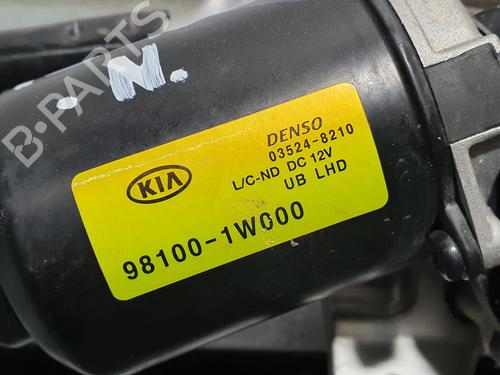 B-PARTS
N.
KIA
DENSO
03524-8210
L/C-ND DC 12V
UB LHD
98100-1W000